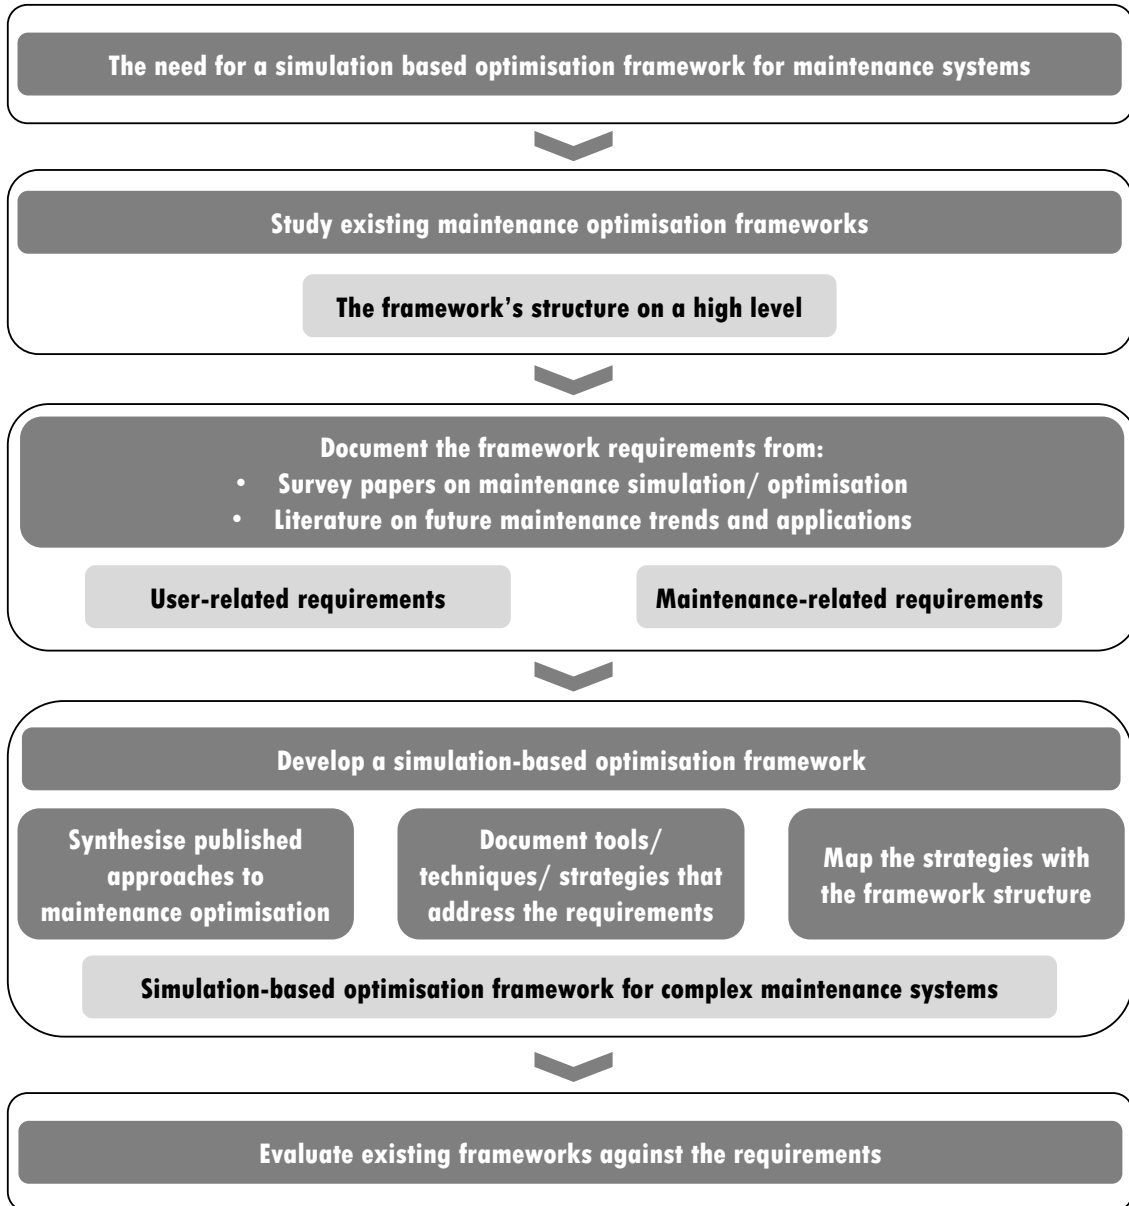 The need for a simulation based optimisation framework for maintenance systems
Study existing maintenance optimisation frameworks
The framework's structure on a high level
Document the framework requirements from:
• Survey papers on maintenance simulation/ optimisation
• Literature on future maintenance trends and applications
User-related requirements
Maintenance-related requirements
Develop a simulation-based optimisation framework
Synthesise published
approaches to
maintenance optimisation
Document tools/
techniques/ strategies that
address the requirements
Map the strategies with
the framework structure
Simulation-based optimisation framework for complex maintenance systems
Evaluate existing frameworks against the requirements